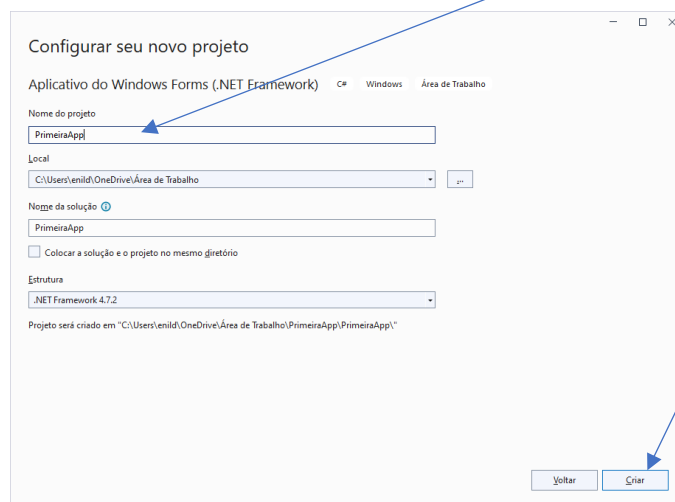 Configurar seu novo projeto
Aplicativo do Windows Forms (.NET Framework) C# Windows Área de Trabalho
Nome do projeto
PrimeiraApp
Local
C:\Users\enild\OneDrive\Área de Trabalho
...
Nome da solução
PrimeiraApp
Colocar a solução e o projeto no mesmo diretório
Estrutura
.NET Framework 4.7.2
Projeto será criado em "C:\Users\enild\OneDrive\Área de Trabalho\PrimeiraApp\PrimeiraApp\"
Voltar Criar